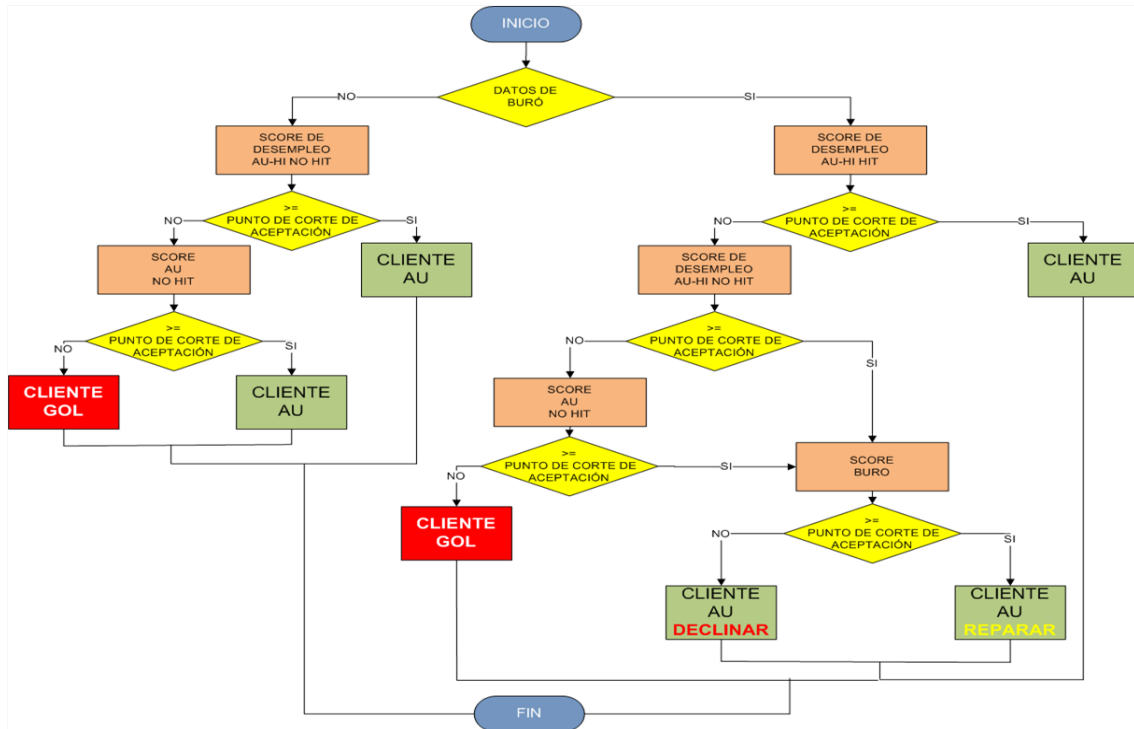 INICIO
DATOS DE
BURÓ
NO
SI
SCORE DE
DESEMPLEO
AU-HI NO HIT
SCORE DE
DESEMPLEO
AU-HI HIT
>=
PUNTO DE CORTE DE
ACEPTACIÓN
NO
SI
>=
PUNTO DE CORTE DE
ACEPTACIÓN
NO
SI
SCORE
AU
NO HIT
CLIENTE
AU
SCORE DE
DESEMPLEO
AU-HI NO HIT
CLIENTE
AU
>=
PUNTO DE CORTE DE
ACEPTACIÓN
NO
SI
>=
PUNTO DE CORTE DE
ACEPTACIÓN
NO
SI
CLIENTE
GOL
CLIENTE
AU
SCORE
AU
NO HIT
>=
PUNTO DE CORTE DE
ACEPTACIÓN
NO
SI
SCORE
BURO
CLIENTE
GOL
>=
PUNTO DE CORTE DE
ACEPTACIÓN
NO
SI
CLIENTE
AU
DECLINAR
CLIENTE
AU
REPARAR
FIN